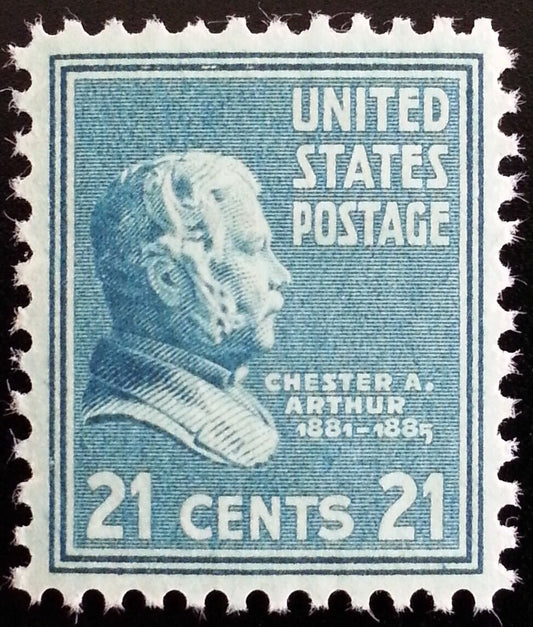 UNITED
STATES
POSTAGE
CHESTER A.
ARTHUR
1881-1885
21 CENTS 21